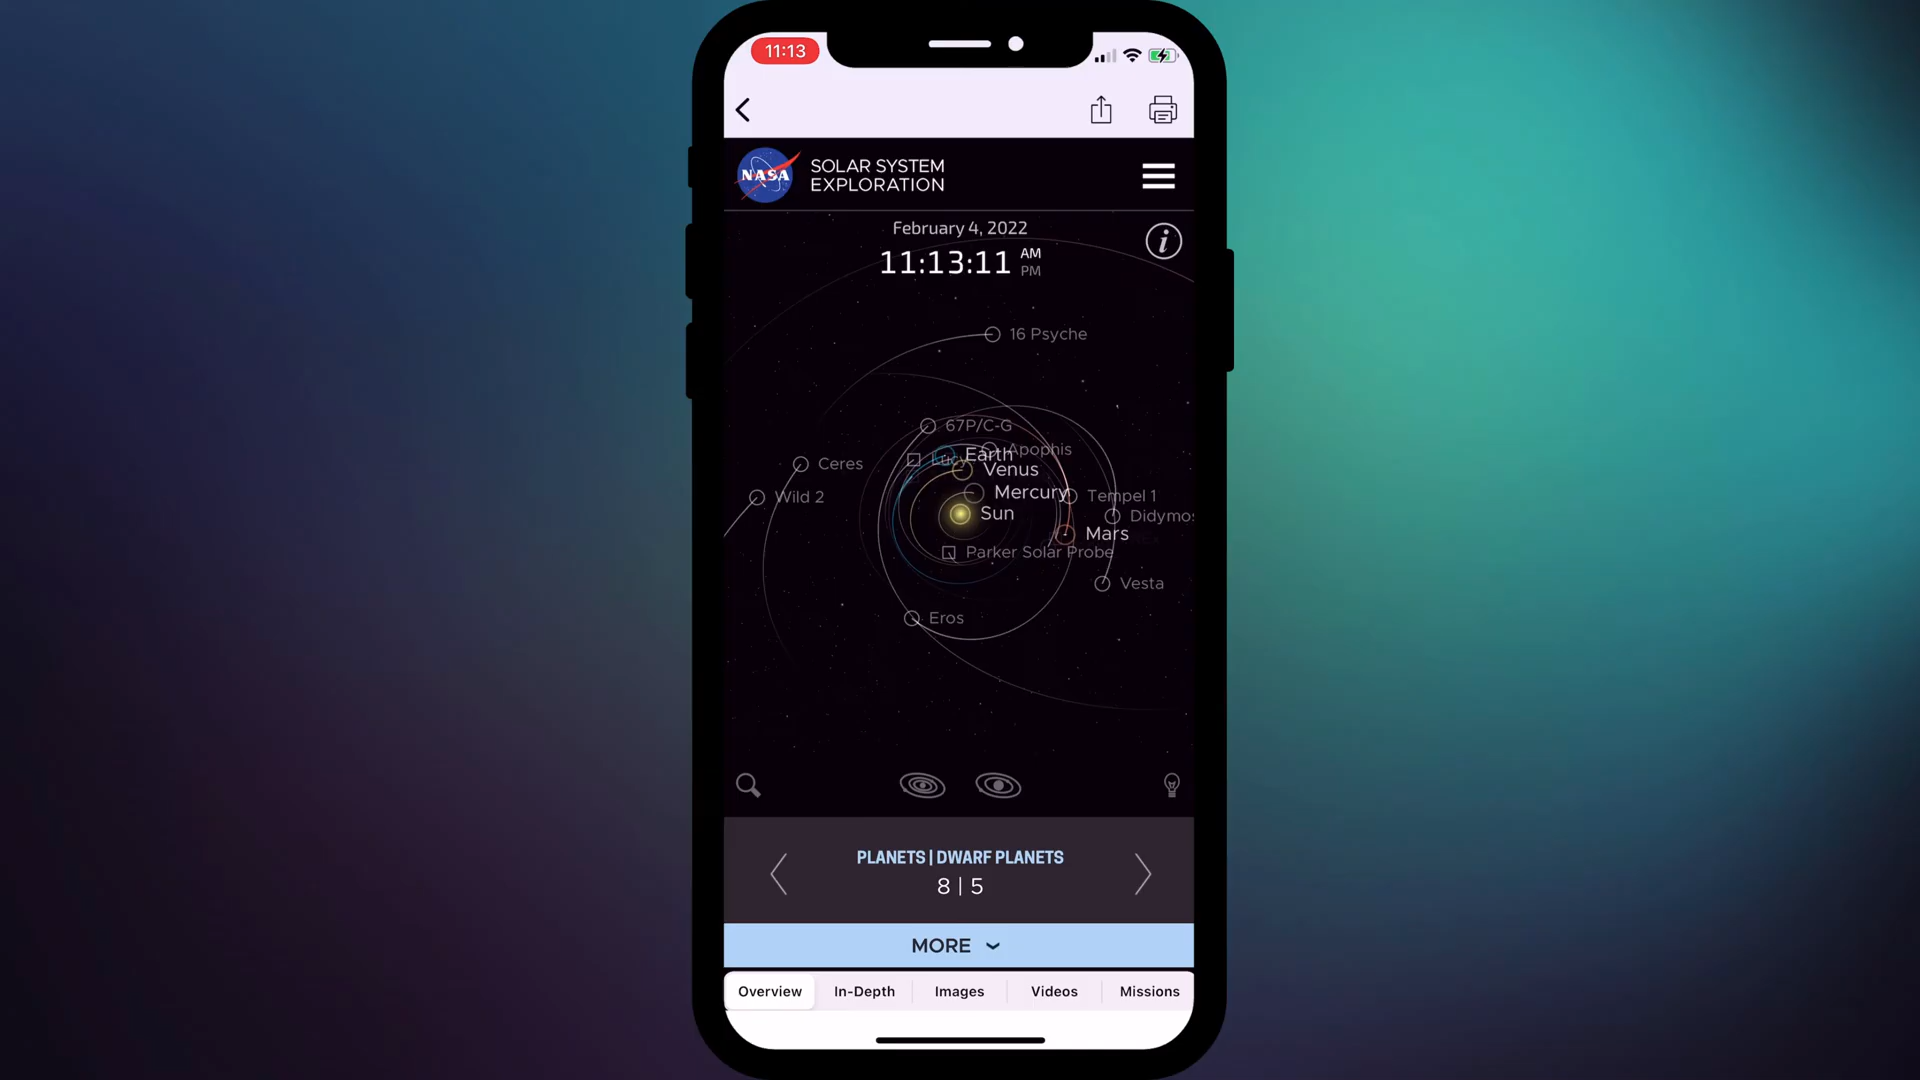 11:13
NASA
SOLAR SYSTEM
EXPLORATION
February 4, 2022
11:13:11 AM
PM
i
16 Psyche
67P/C-G
Apophis
Lucy
Earth
Ceres
Venus
Wild 2
Mercury
Tempel 1
Sun
Didymos
Mars
Parker Solar Probe
Vesta
Eros
PLANETS | DWARF PLANETS
8 | 5
MORE
Overview In-Depth Images Videos Missions